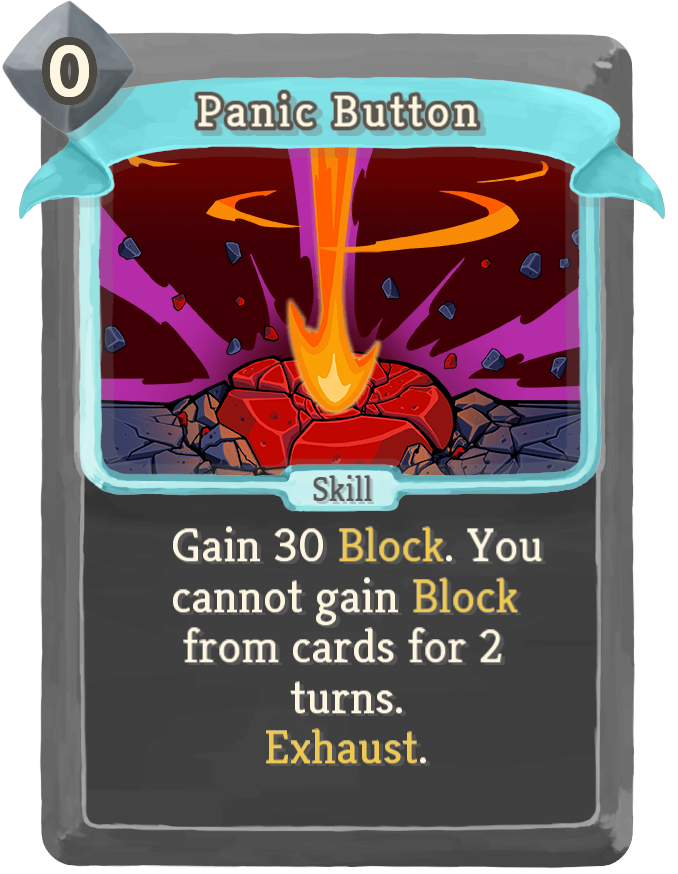 0
Panic Button
Skill
Gain 30 Block. You
cannot gain Block
from cards for 2
turns.
Exhaust.